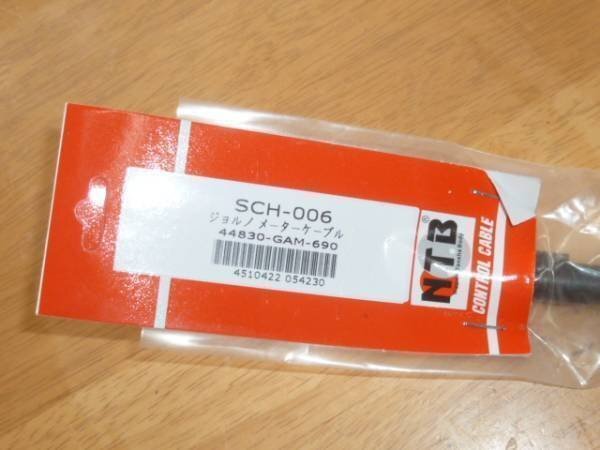 SCH-006
ジョルノ メーターケーブル
44830-GAM-690
4510422 054230
NTB
®
CONTROL CABLE